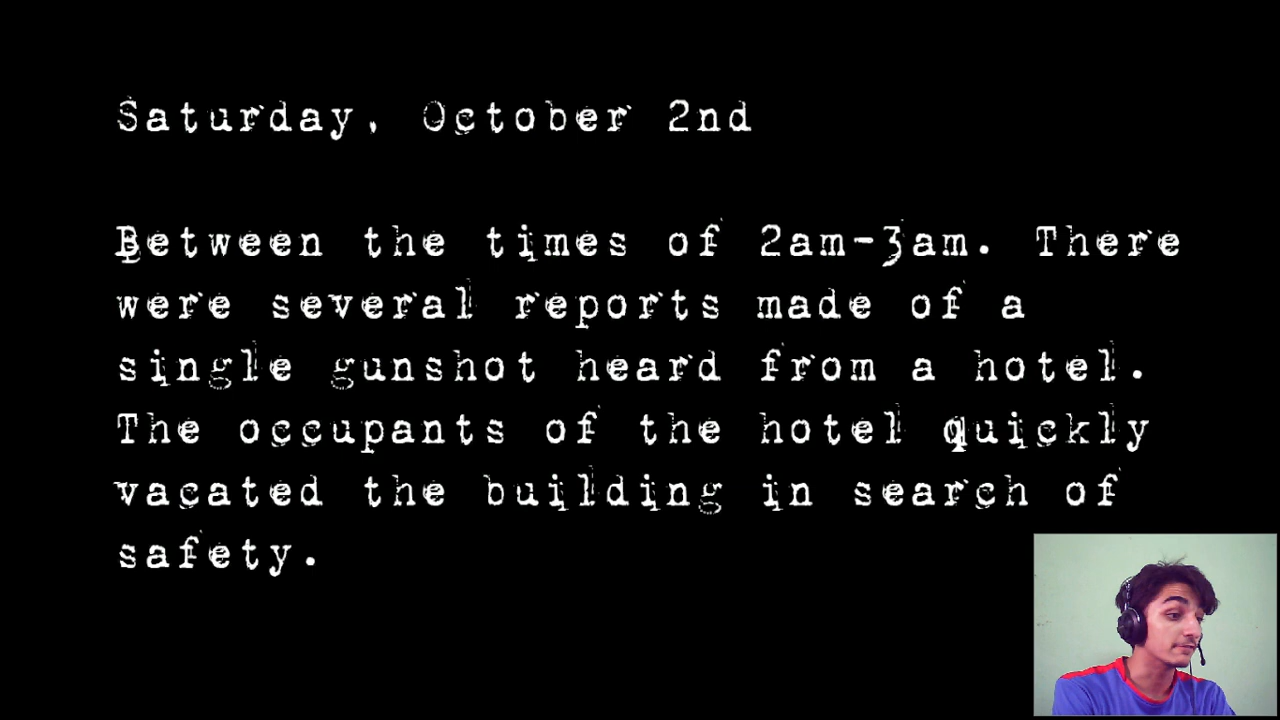 Saturday, October 2nd
Between the times of 2am-3am. There
were several reports made of a
single gunshot heard from a hotel.
The occupants of the hotel quickly
vacated the building in search of
safety.